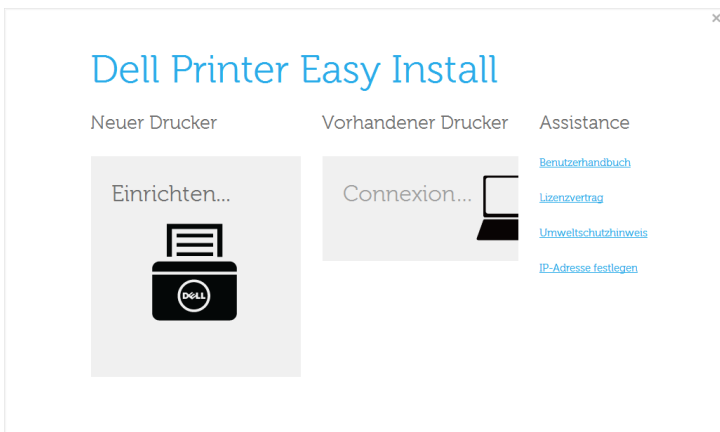 ×
Dell Printer Easy Install
Neuer Drucker
Vorhandener Drucker
Assistance
Einrichten...
DELL
Connexion...
Benutzerhandbuch
Lizenzvertrag
Umweltschutzhinweis
IP-Adresse festlegen